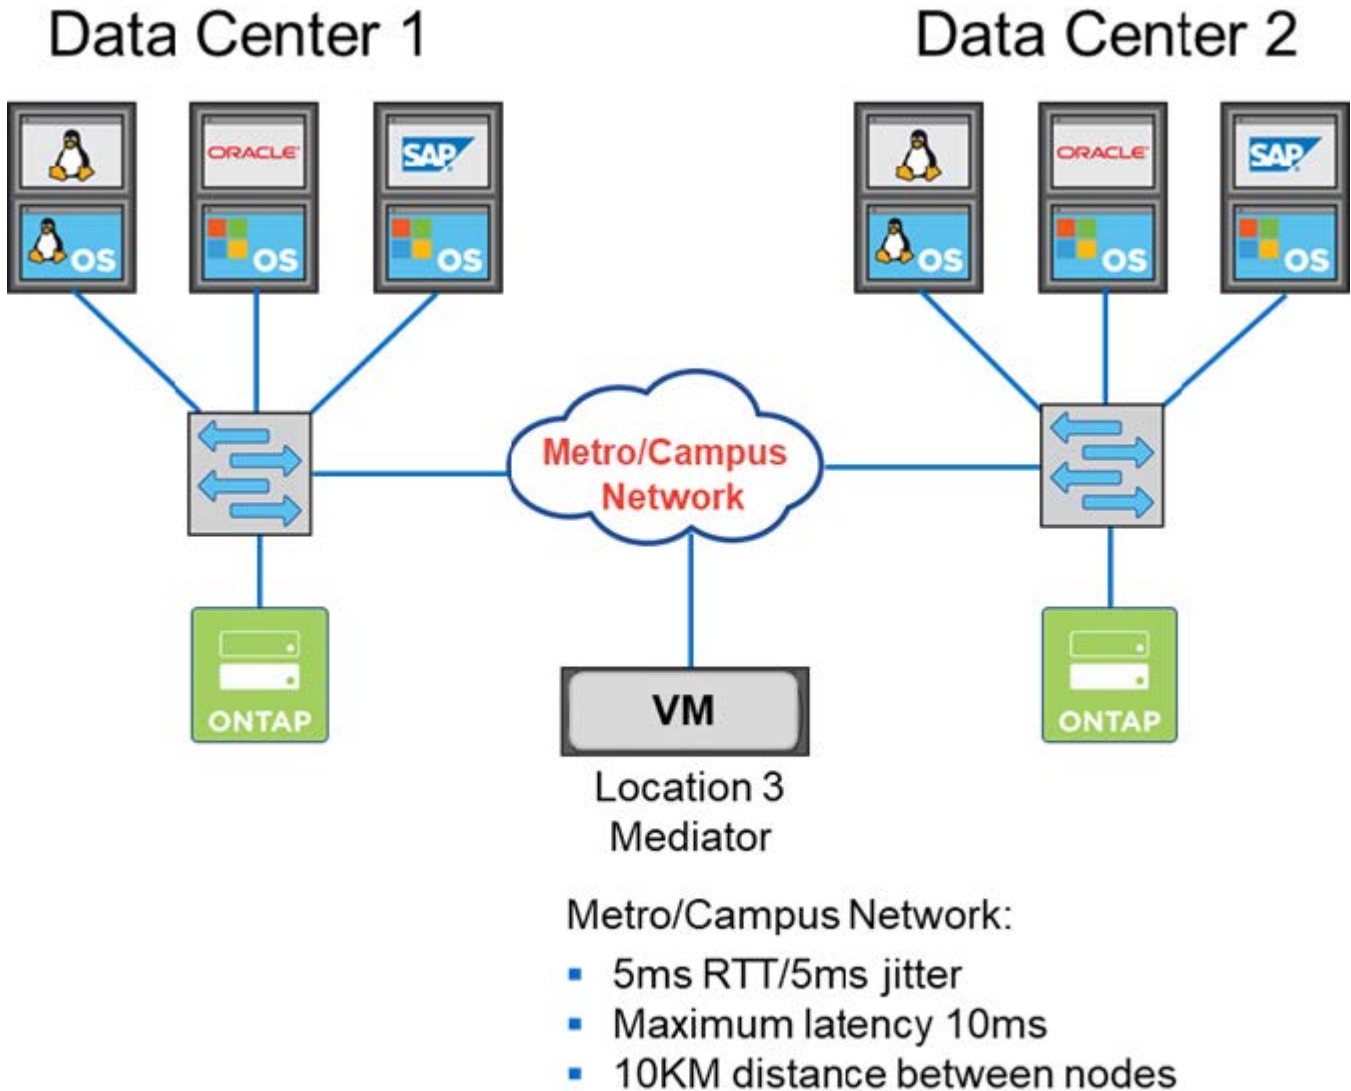 Data Center 1
Data Center 2
ORACLE
SAP
ORACLE
SAP
OS
OS
OS
OS
OS
OS
Metro/Campus
Network
ONTAP
VM
ONTAP
Location 3
Mediator
Metro/Campus Network:
▪ 5ms RTT/5ms jitter
▪ Maximum latency 10ms
▪ 10KM distance between nodes